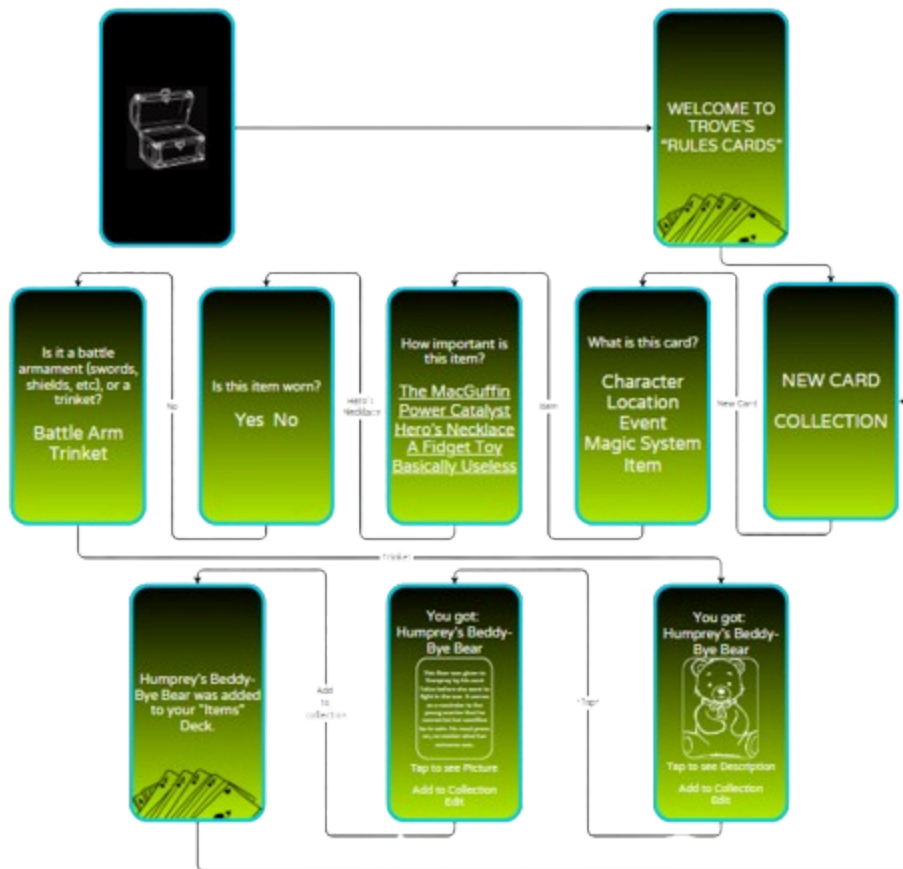 WELCOME TO
TROVE'S
"RULES CARDS"
NEW CARD
COLLECTION
New Card
What is this card?
Character
Location
Event
Magic System
Item
Item
How important is
this item?
The MacGuffin
Power Catalyst
Hero's Necklace
A Fidget Toy
Basically Useless
Hero's
Necklace
Is this item worn?
Yes No
No
Is it a battle
armament (swords,
shields, etc), or a
trinket?
Battle Arm
Trinket
Trinket
You got:
Humprey's Beddy-
Bye Bear
Tap to see Description
Add to Collection
Edit
*Tap*
You got:
Humprey's Beddy-
Bye Bear
Tap to see Picture
Add to Collection
Edit
Add
to
collection
Humprey's Beddy-
Bye Bear was added
to your "Items"
Deck.